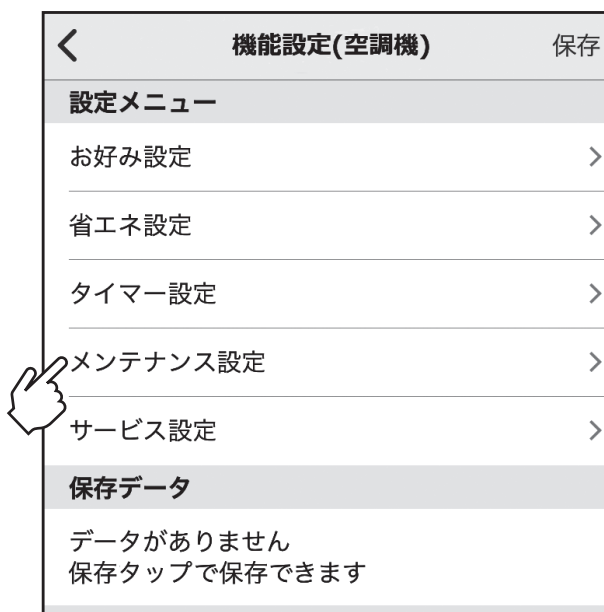 機能設定(空調機) 保存
設定メニュー
お好み設定
省エネ設定
タイマー設定
メンテナンス設定
サービス設定
保存データ
データがありません
保存タップで保存できます